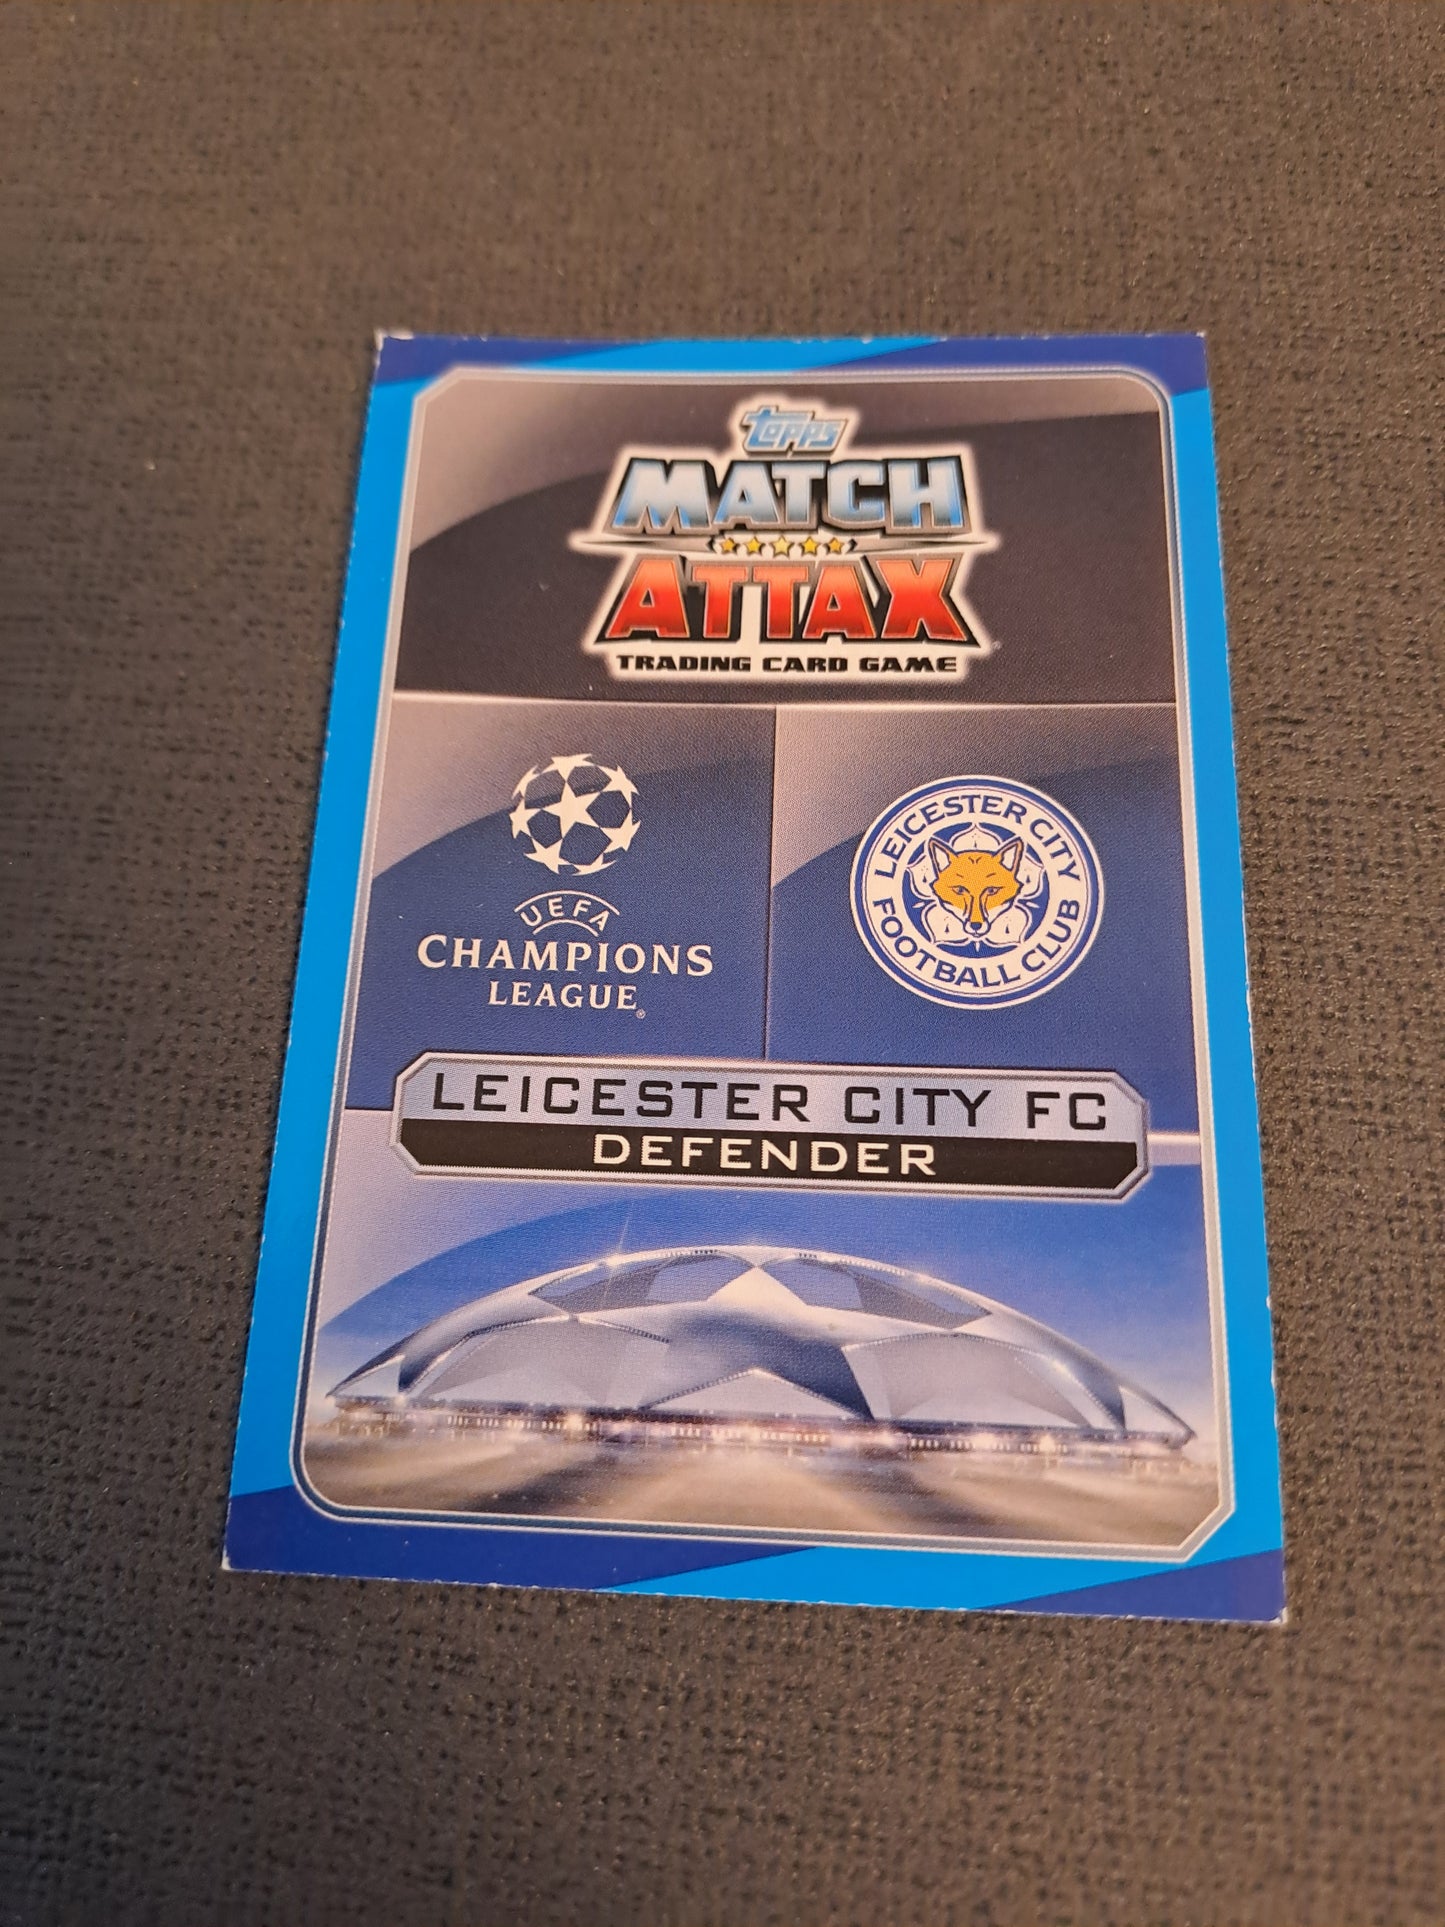 topps
MATCH
ATTAX
TRADING CARD GAME
UEFA
CHAMPIONS
LEAGUE®
LEICESTER CITY
FOOTBALL CLUB
LEICESTER CITY FC
DEFENDER